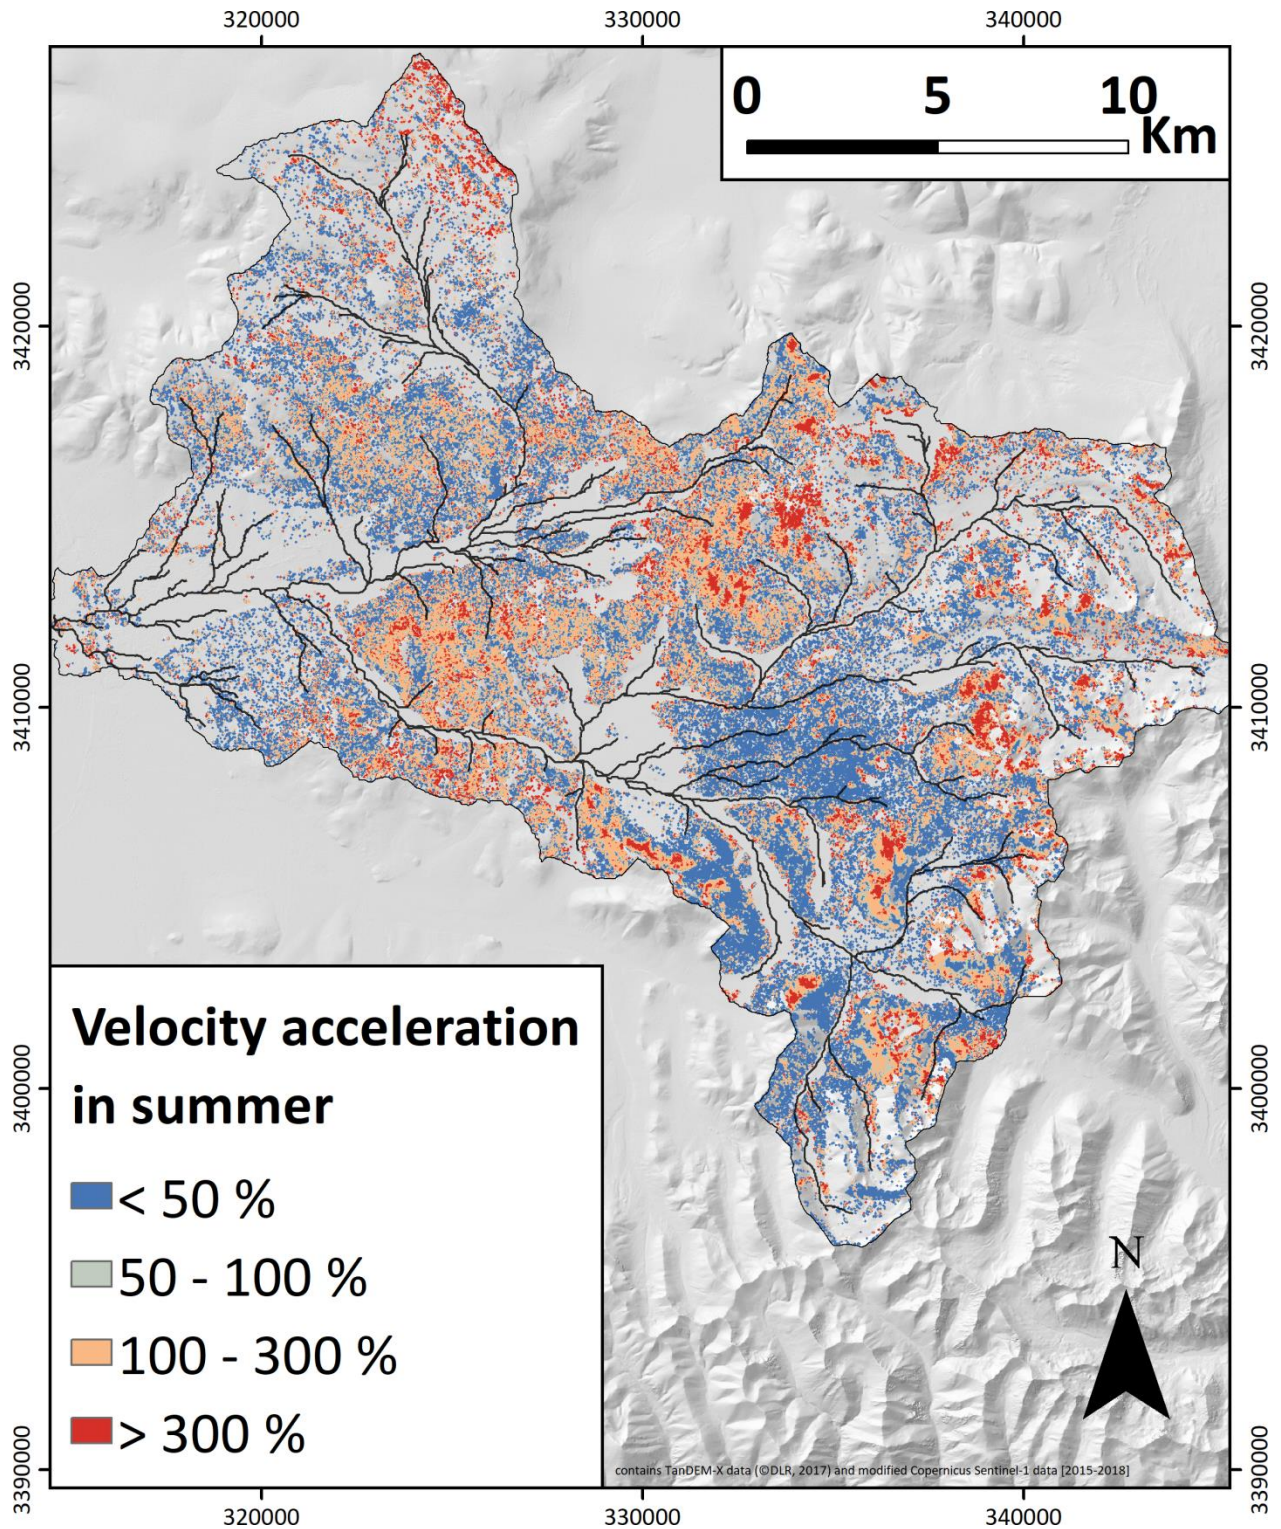 320000 330000 340000
0 5 10
Km
3420000 3420000
3410000 3410000
3400000 3400000
3390000 3390000
Velocity acceleration
in summer
< 50 %
50 - 100 %
100 - 300 %
> 300 %
N
contains TanDEM-X data (©DLR, 2017) and modified Copernicus Sentinel-1 data [2015-2018]
320000 330000 340000